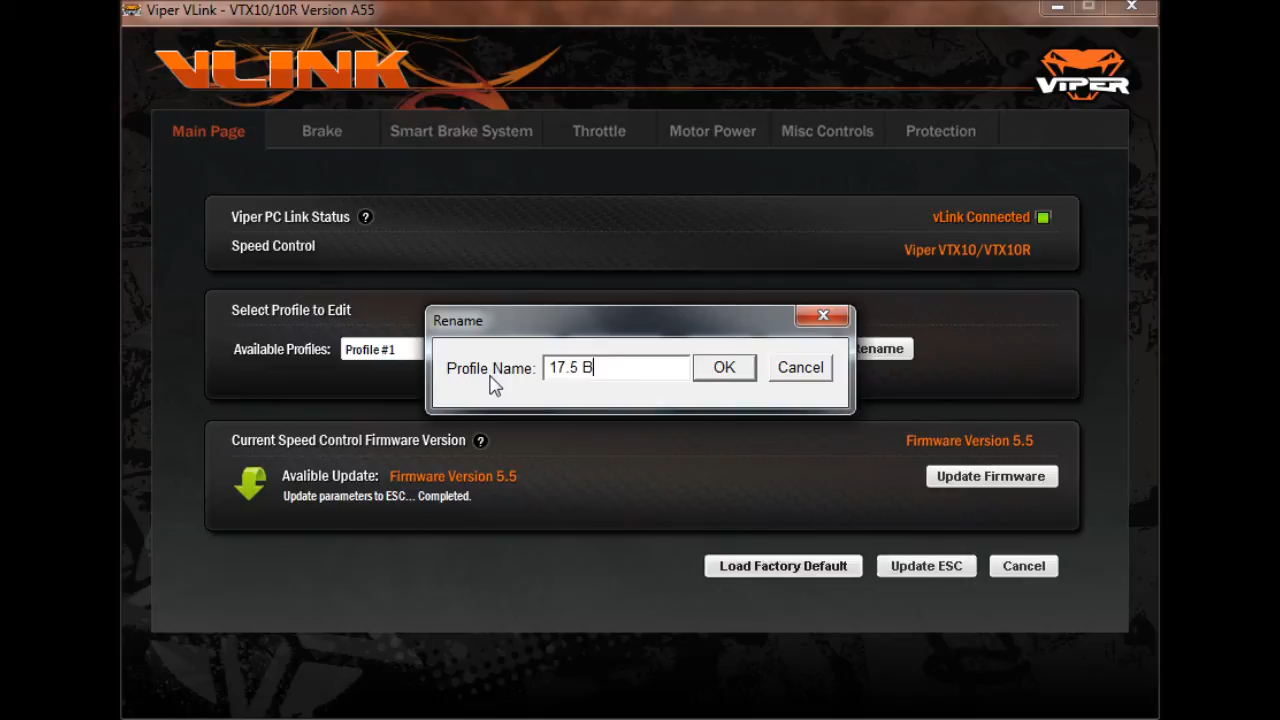 Viper VLink - VTX10/10R Version A55
VLINK
VIPER
Main Page Brake Smart Brake System Throttle Motor Power Misc Controls Protection
Viper PC Link Status ? vLink Connected
Speed Control Viper VTX10/VTX10R
Select Profile to Edit
Rename
Available Profiles: Profile #1 ename
Profile Name: 17.5 B OK Cancel
Current Speed Control Firmware Version ? Firmware Version 5.5
Avalible Update: Firmware Version 5.5 Update Firmware
Update parameters to ESC... Completed.
Load Factory Default Update ESC Cancel